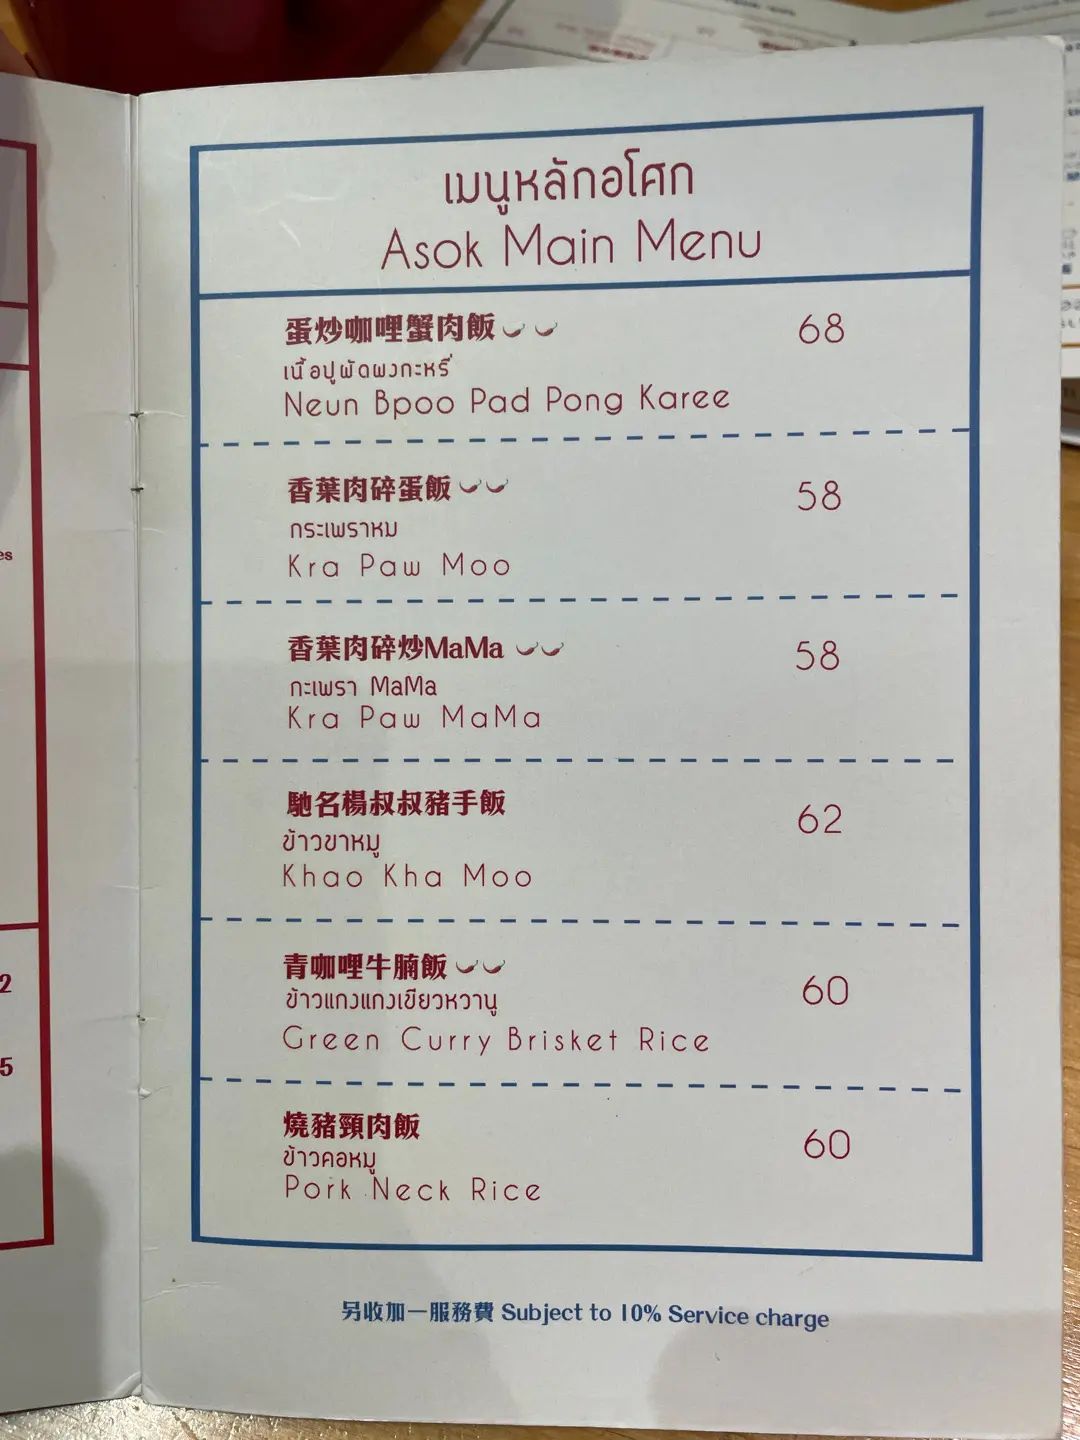 เมนูหลักอโศก
Asok Main Menu
蛋炒咖哩蟹肉飯 68
เนื้อปูผัดผงกะหรี่
Neun Bpoo Pad Pong Karee
香葉肉碎蛋飯 58
กระเพราหม
Kra Paw Moo
香葉肉碎炒MaMa 58
กะเพรา MaMa
Kra Paw MaMa
馳名楊叔叔豬手飯 62
ข้าวขาหมู
Khao Kha Moo
青咖哩牛腩飯 60
ข้าวแกงแกงเขียวหวานู
Green Curry Brisket Rice
燒豬頸肉飯 60
ข้าวคอหมู
Pork Neck Rice
另收加一服務費 Subject to 10% Service charge